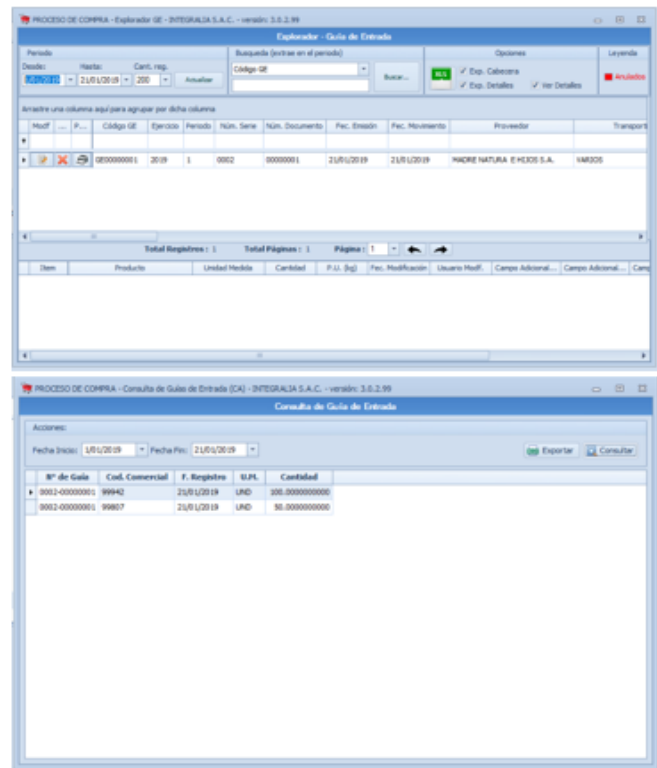 PROCESO DE COMPRA - Explorador GE - INTEGRALIA S.A.C. - versión: 3.0.2.99
Explorador - Guía de Entrada
Periodo Busqueda (extrae en el periodo) Opciones Leyenda
Desde: Hasta: Cant. reg. Código GE
1/01/2019 21/01/2019 200 Actualizar Buscar... Exp. Cabecera Anulados
Exp. Detalles Ver Detalles
Arrastre una columna aquí para agrupar por dicha columna
Modf ... P... Código GE Ejercicio Periodo Núm. Serie Núm. Documento Fec. Emisión Fec. Movimiento Proveedor Transporti
GE00000001 2019 1 0002 00000001 21/01/2019 21/01/2019 MADRE NATURA E HIJOS S.A. VARIOS
Total Registros : 1 Total Páginas : 1 Página : 1
Item Producto Unidad Medida Cantidad P.U. (kg) Fec. Modificación Usuario Modf. Campo Adicional... Campo Adicional... Camp
PROCESO DE COMPRA - Consulta de Guías de Entrada (CA) - INTEGRALIA S.A.C. - versión: 3.0.2.99
Consulta de Guía de Entrada
Acciones:
Fecha Inicio: 1/01/2019 Fecha Fin: 21/01/2019 Exportar Consultar
Nº de Guía Cod. Comercial F. Registro U.M. Cantidad
0002-00000001 99942 21/01/2019 UND 100.0000000000
0002-00000001 99807 21/01/2019 UND 50.0000000000